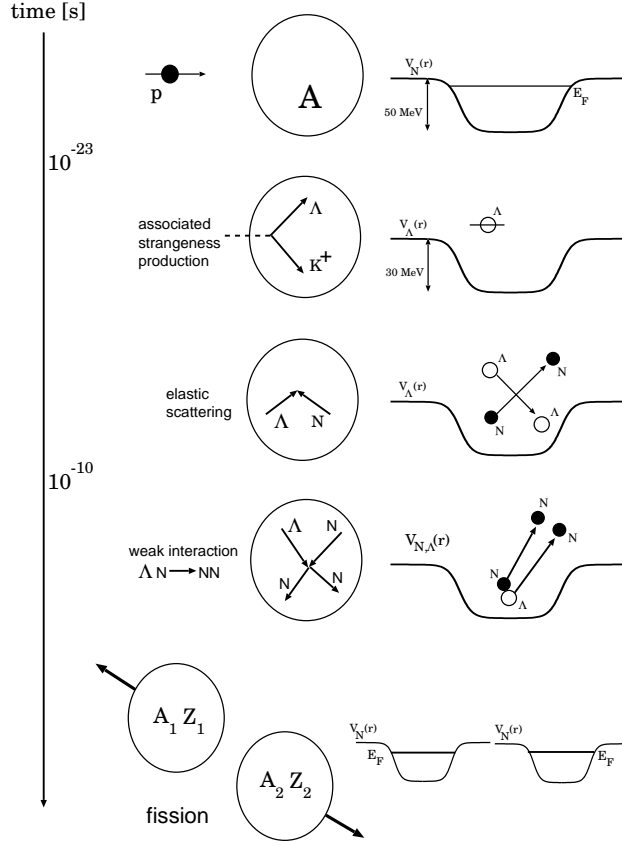 time [s]
p
A
V_N(r)
E_F
50 MeV
10^-23
associated
strangeness
production
Λ
K^+
V_Λ(r)
Λ
30 MeV
elastic
scattering
Λ N
V_Λ(r)
Λ
N
N
Λ
10^-10
weak interaction
Λ N → NN
Λ N
N N
V_N,Λ(r)
N
N
N
Λ
A_1 Z_1
A_2 Z_2
fission
V_N(r)
E_F
V_N(r)
E_F